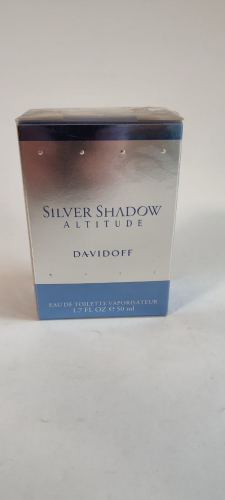 SILVER SHADOW
ALTITUDE
DAVIDOFF
EAU DE TOILETTE VAPORISATEUR
1.7 FL OZ ℮ 50 ml